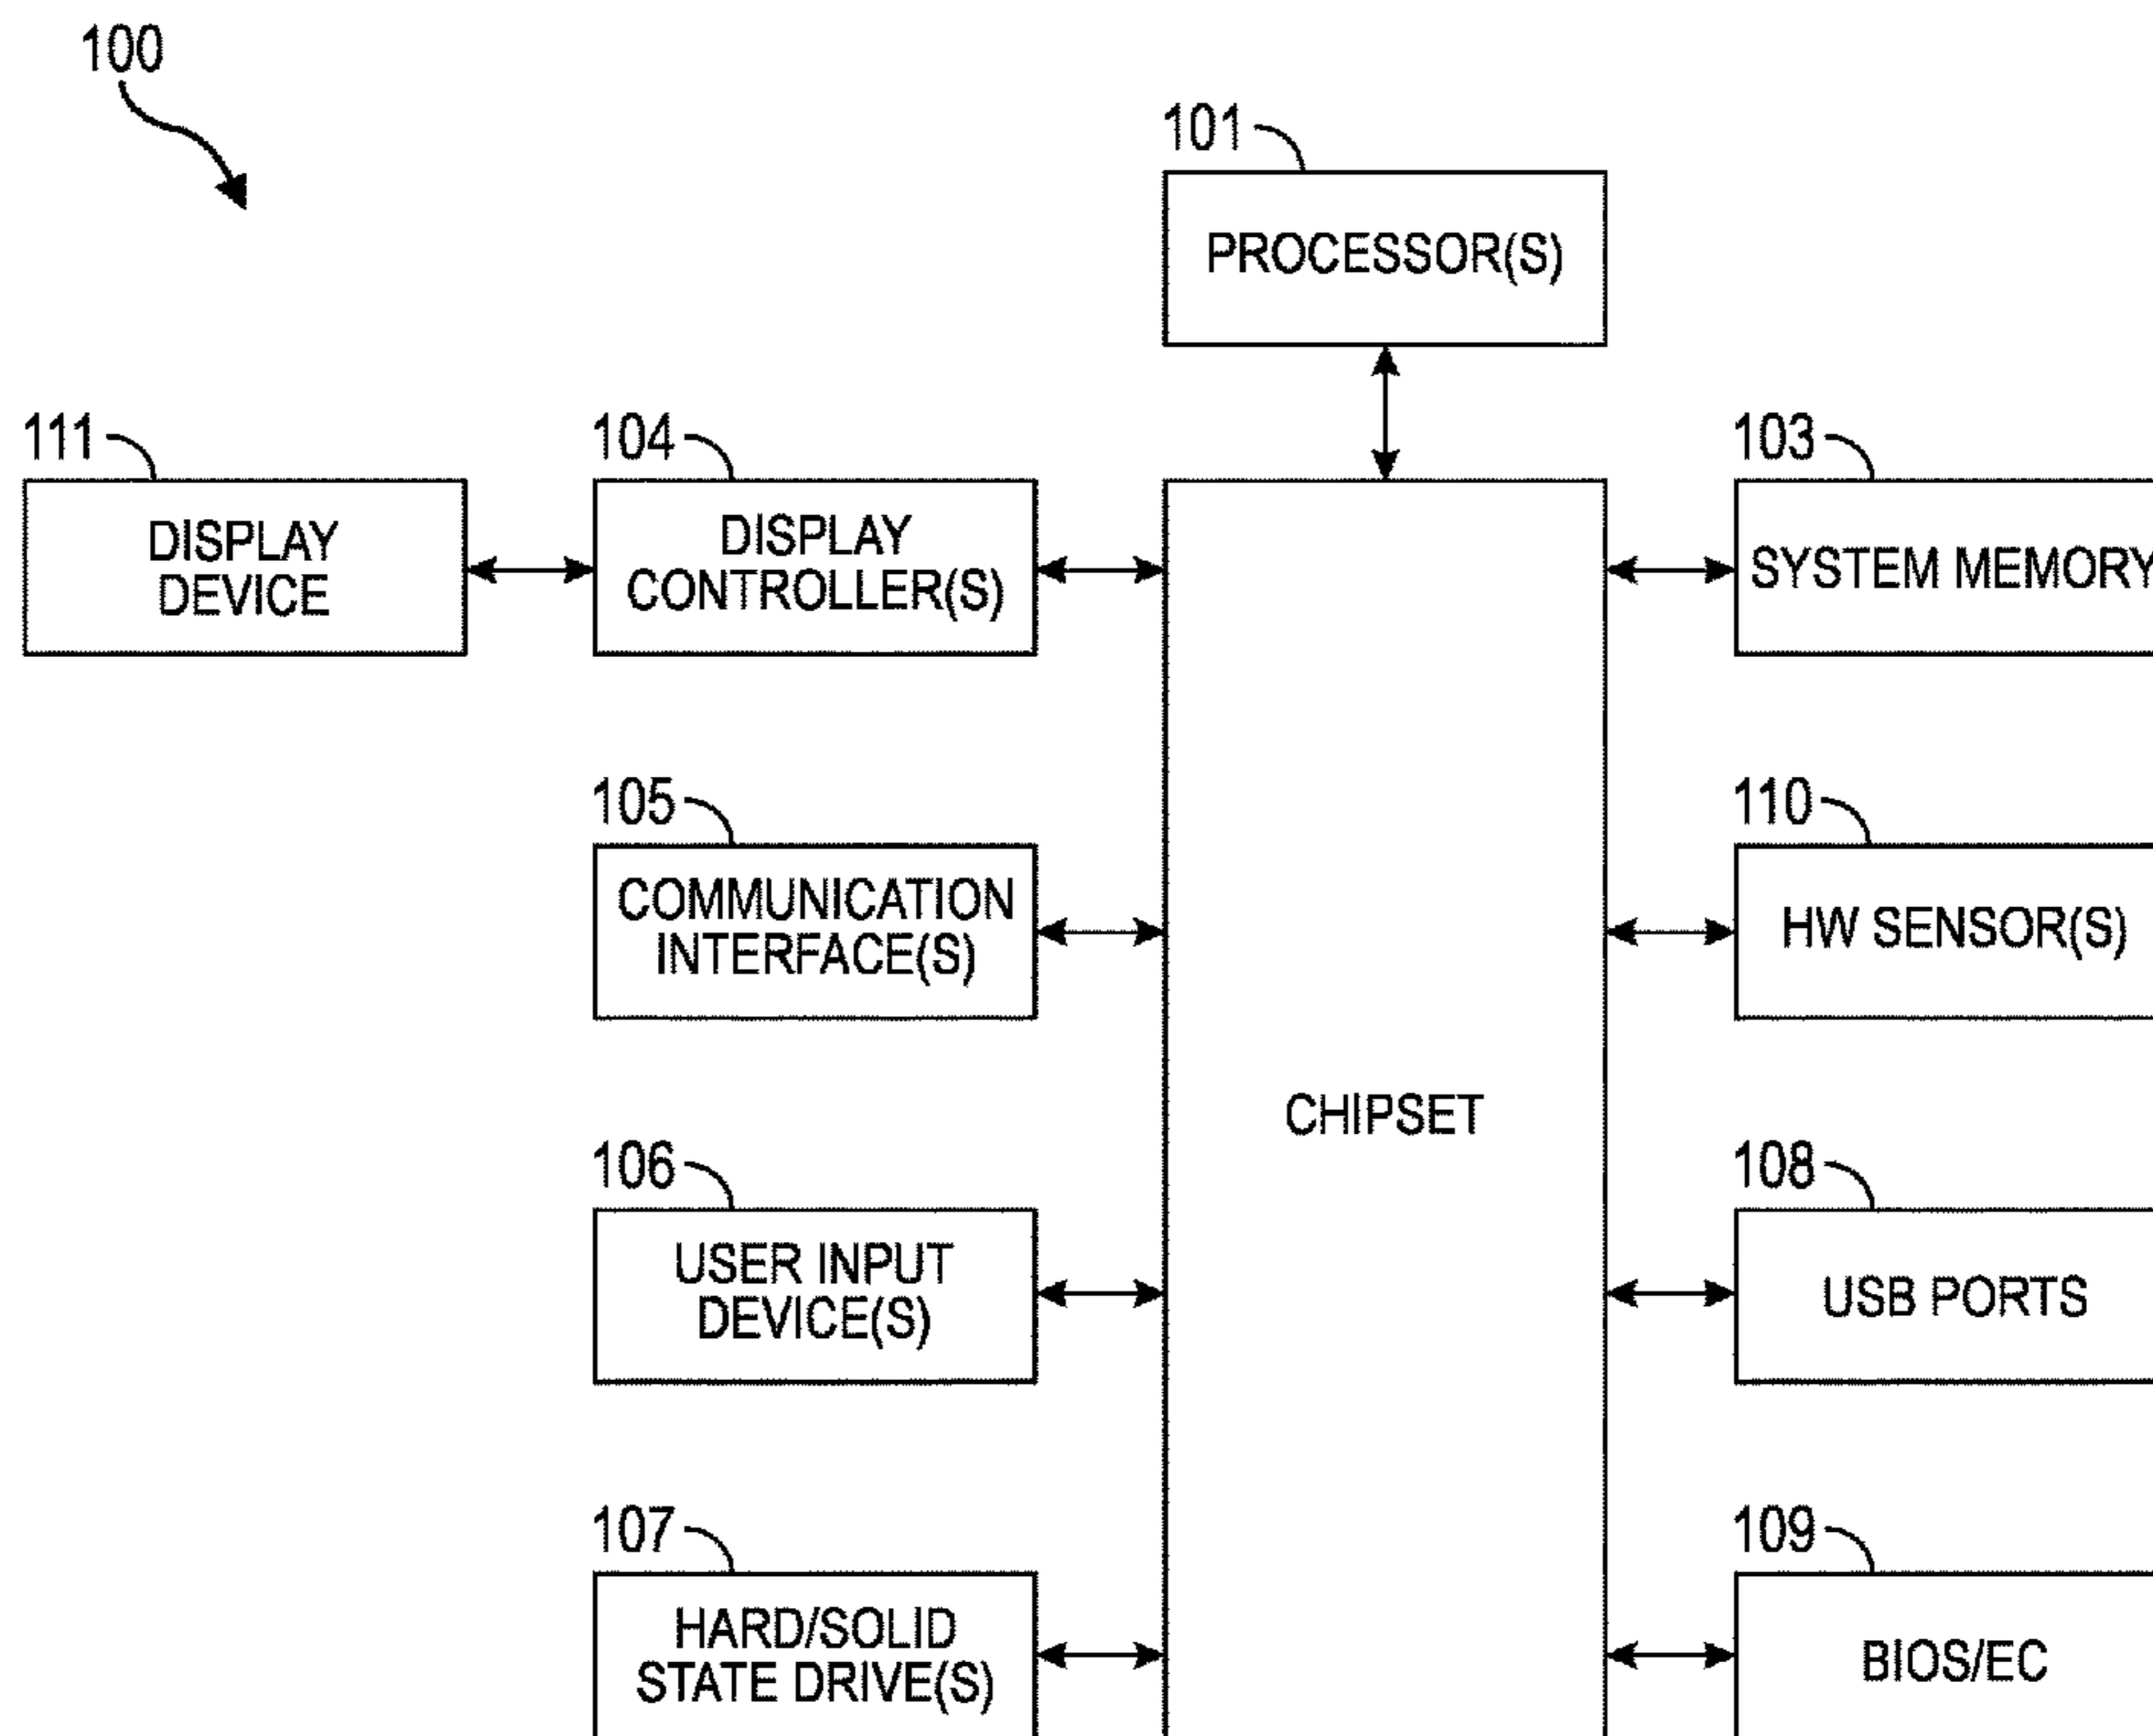 100
101
PROCESSOR(S)
111
DISPLAY
DEVICE
104
DISPLAY
CONTROLLER(S)
103
SYSTEM MEMORY
105
COMMUNICATION
INTERFACE(S)
110
HW SENSOR(S)
CHIPSET
106
USER INPUT
DEVICE(S)
108
USB PORTS
107
HARD/SOLID
STATE DRIVE(S)
109
BIOS/EC